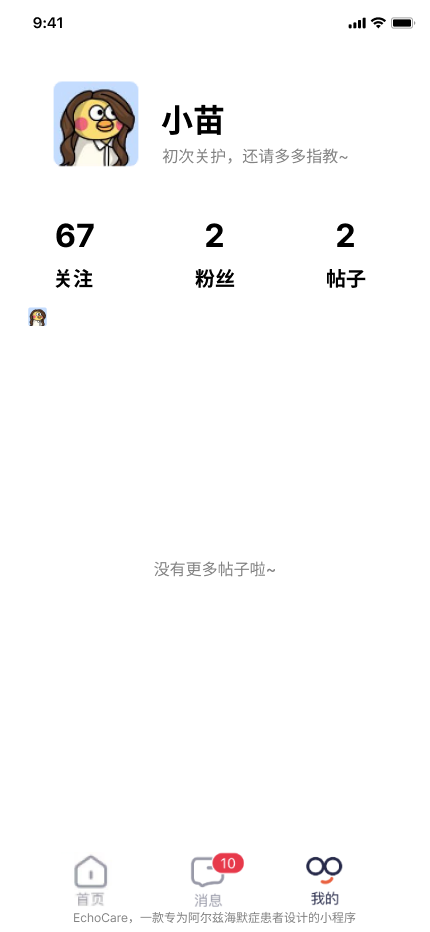 9:41
小苗
初次关护，还请多多指教~
67 2 2
关注 粉丝 帖子
没有更多帖子啦~
10
首页 消息 我的
EchoCare，一款专为阿尔兹海默症患者设计的小程序